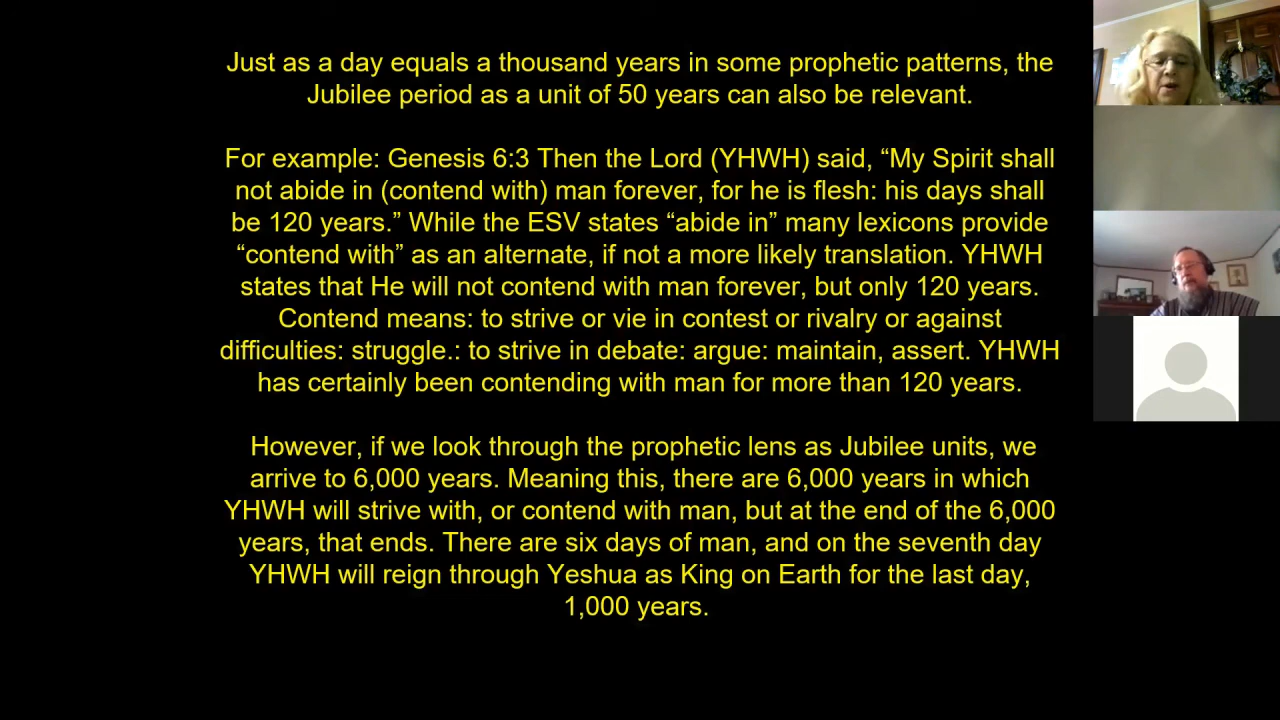 Just as a day equals a thousand years in some prophetic patterns, the
Jubilee period as a unit of 50 years can also be relevant.
For example: Genesis 6:3 Then the Lord (YHWH) said, “My Spirit shall
not abide in (contend with) man forever, for he is flesh: his days shall
be 120 years.” While the ESV states “abide in” many lexicons provide
“contend with” as an alternate, if not a more likely translation. YHWH
states that He will not contend with man forever, but only 120 years.
Contend means: to strive or vie in contest or rivalry or against
difficulties: struggle.: to strive in debate: argue: maintain, assert. YHWH
has certainly been contending with man for more than 120 years.
However, if we look through the prophetic lens as Jubilee units, we
arrive to 6,000 years. Meaning this, there are 6,000 years in which
YHWH will strive with, or contend with man, but at the end of the 6,000
years, that ends. There are six days of man, and on the seventh day
YHWH will reign through Yeshua as King on Earth for the last day,
1,000 years.